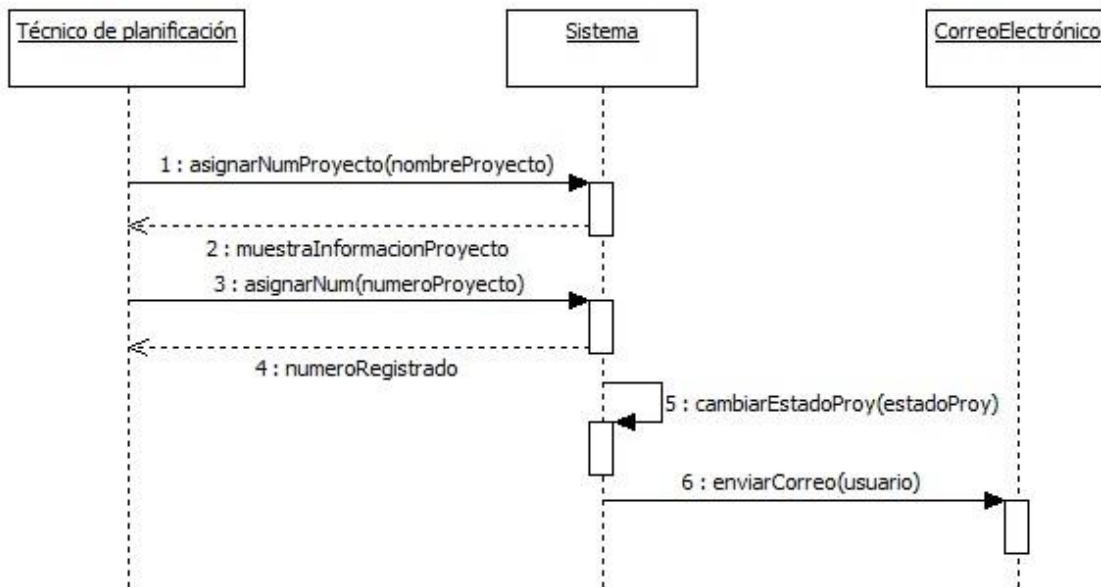 Técnico de planificación
Sistema
CorreoElectrónico
1 : asignarNumProyecto(nombreProyecto)
2 : muestraInformacionProyecto
3 : asignarNum(numeroProyecto)
4 : numeroRegistrado
5 : cambiarEstadoProy(estadoProy)
6 : enviarCorreo(usuario)